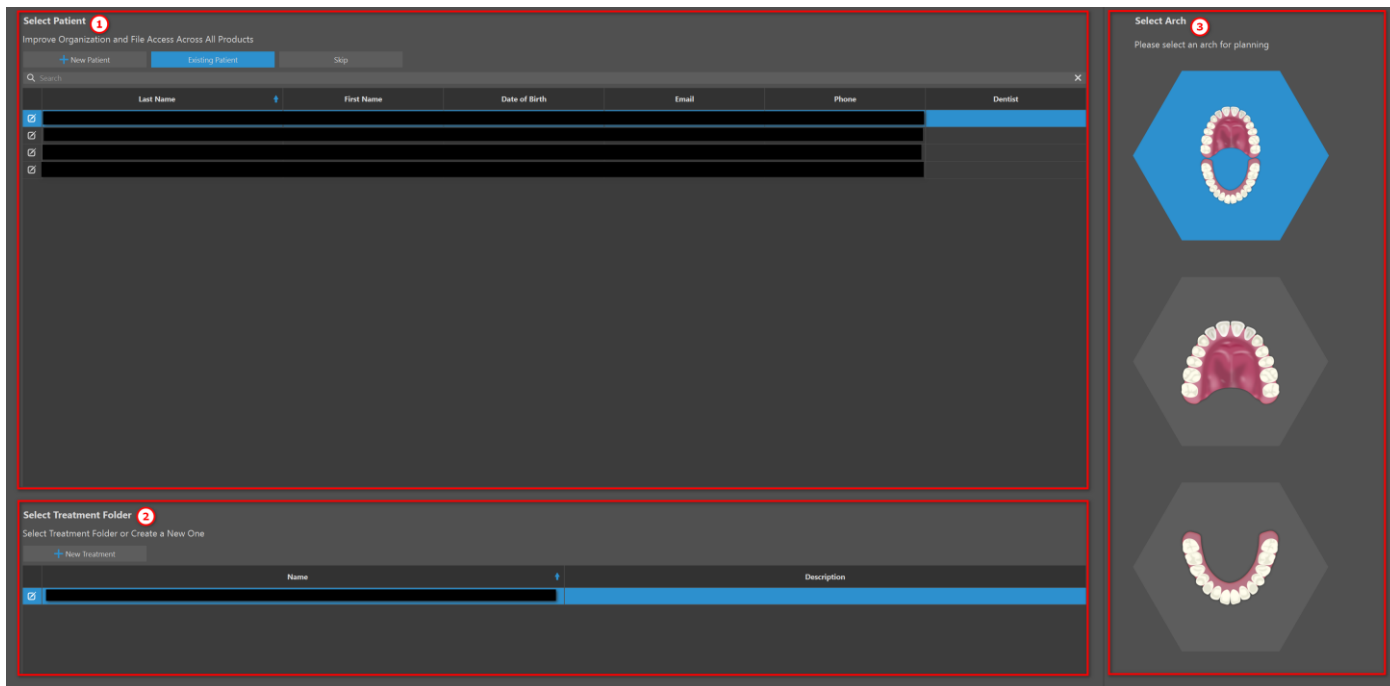 Select Patient 1
Improve Organization and File Access Across All Products
New Patient Existing Patient Skip
Search
Last Name First Name Date of Birth Email Phone Dentist
Select Treatment Folder 2
Select Treatment Folder or Create a New One
New Treatment
Name Description
Select Arch 3
Please select an arch for planning